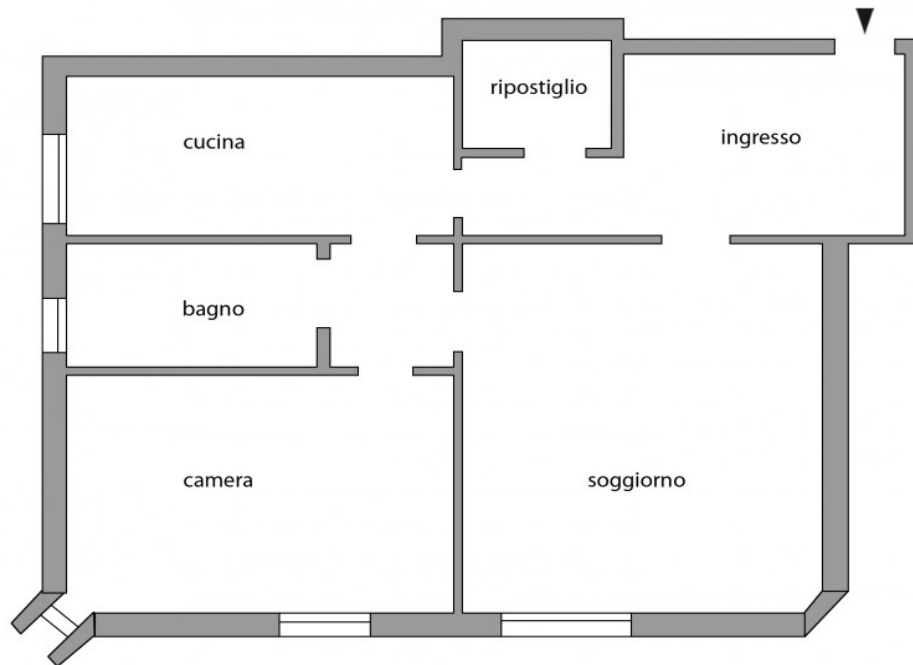 ripostiglio
cucina
ingresso
bagno
camera
soggiorno